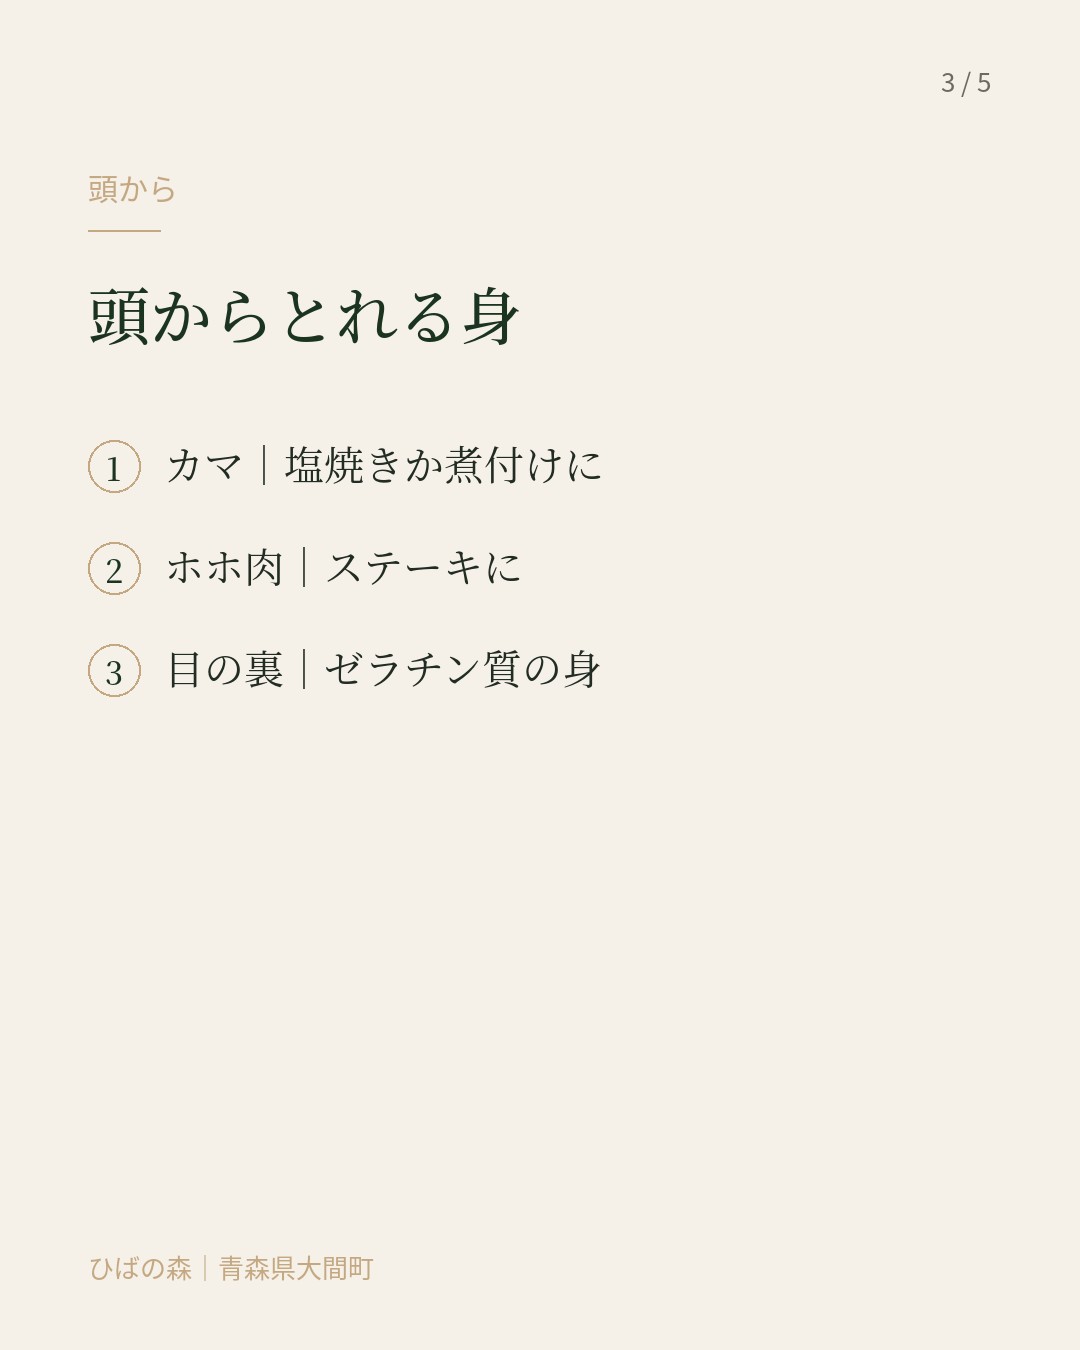 3 / 5
頭から
頭からとれる身
1 カマ｜塩焼きか煮付けに
2 ホホ肉｜ステーキに
3 目の裏｜ゼラチン質の身
ひばの森｜青森県大間町